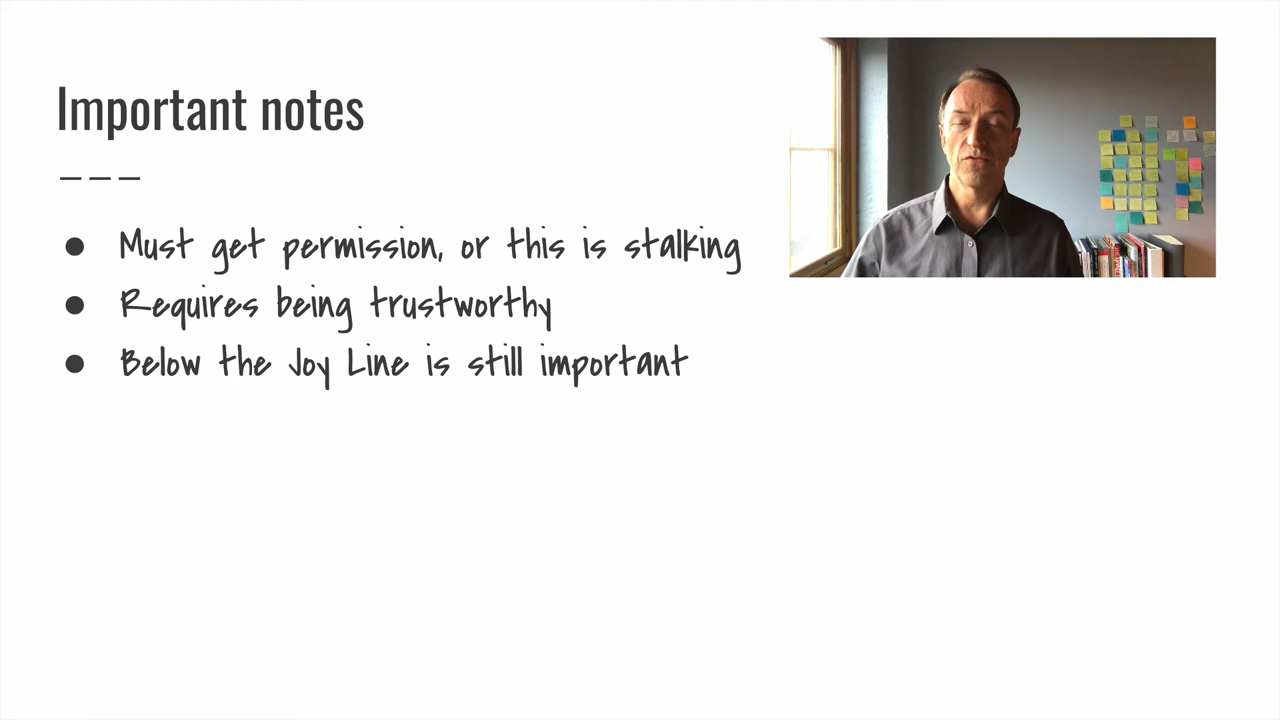 Important notes
● Must get permission, or this is stalking
● Requires being trustworthy
● Below the Joy Line is still important